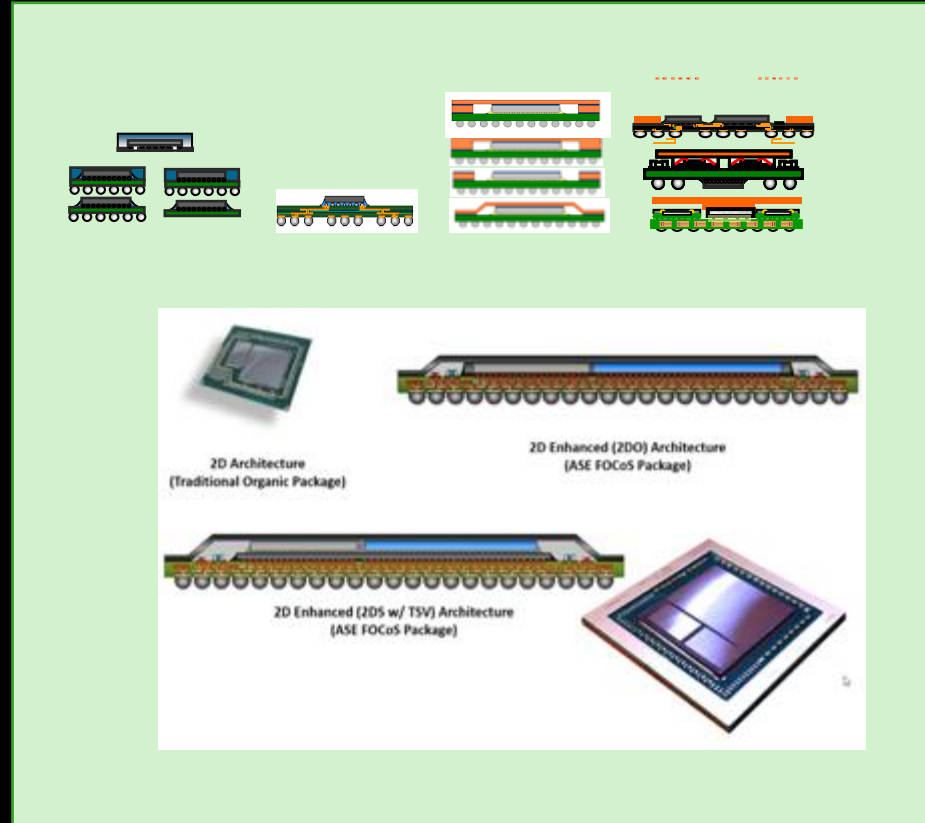 2D Architecture
(Traditional Organic Package)
2D Enhanced (2DO) Architecture
(ASE FOCoS Package)
2D Enhanced (2DS w/ TSV) Architecture
(ASE FOCoS Package)